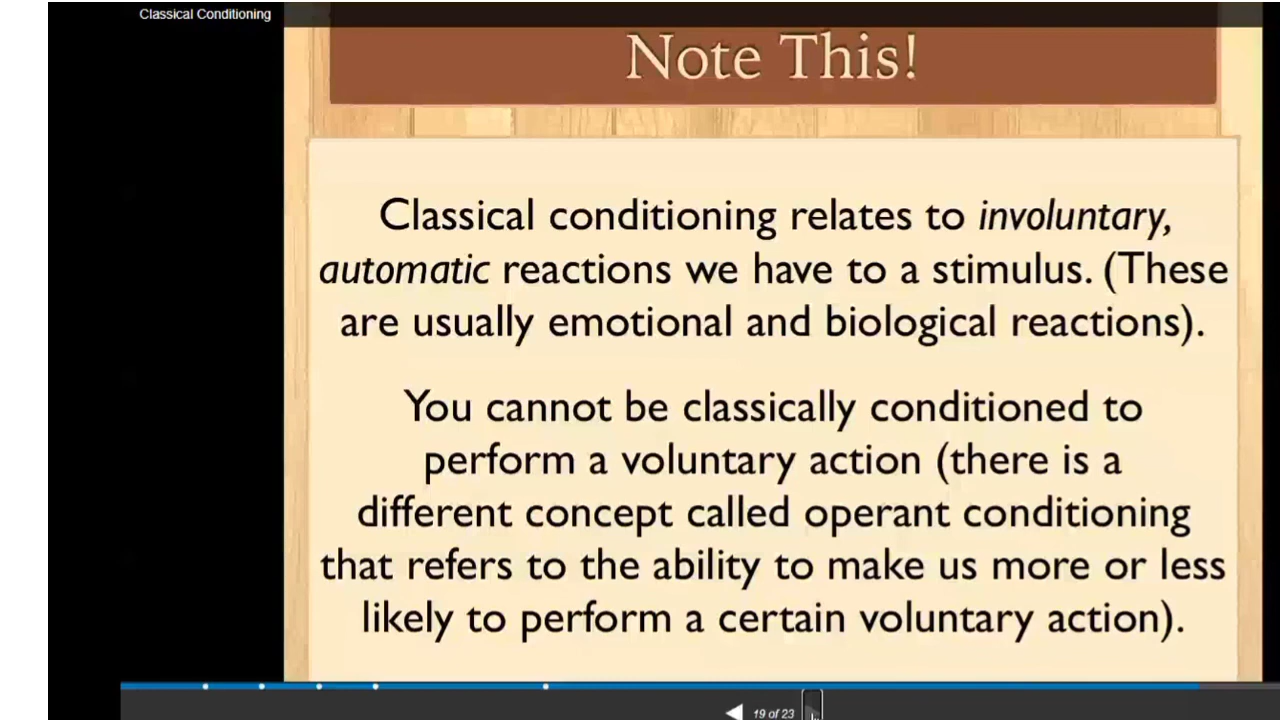 Classical Conditioning
Note This!
Classical conditioning relates to involuntary,
automatic reactions we have to a stimulus. (These
are usually emotional and biological reactions).
You cannot be classically conditioned to
perform a voluntary action (there is a
different concept called operant conditioning
that refers to the ability to make us more or less
likely to perform a certain voluntary action).
19 of 23